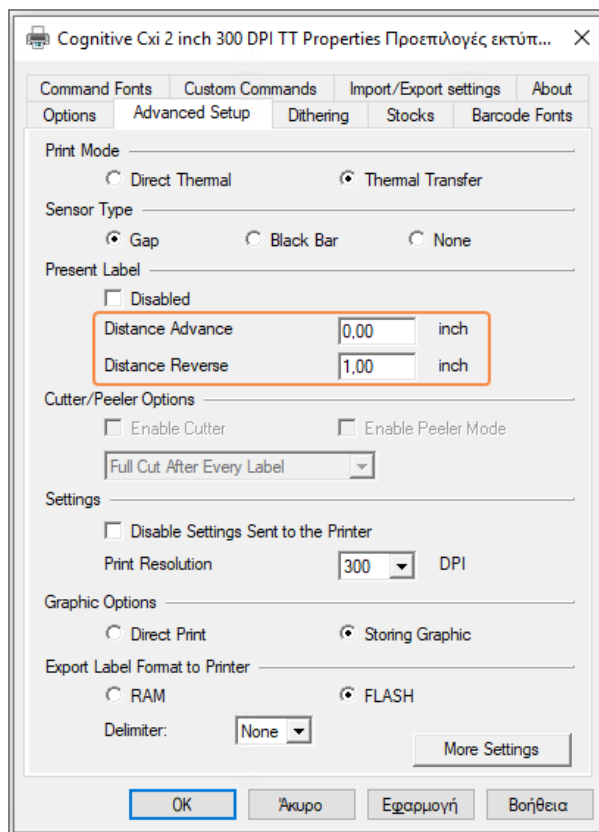 Cognitive Cxi 2 inch 300 DPI TT Properties Προεπιλογές εκτύπ...
Command Fonts Custom Commands Import/Export settings About
Options Advanced Setup Dithering Stocks Barcode Fonts
Print Mode
Direct Thermal Thermal Transfer
Sensor Type
Gap Black Bar None
Present Label
Disabled
Distance Advance 0,00 inch
Distance Reverse 1,00 inch
Cutter/Peeler Options
Enable Cutter Enable Peeler Mode
Full Cut After Every Label
Settings
Disable Settings Sent to the Printer
Print Resolution 300 DPI
Graphic Options
Direct Print Storing Graphic
Export Label Format to Printer
RAM FLASH
Delimiter: None
More Settings
OK Άκυρο Εφαρμογή Βοήθεια